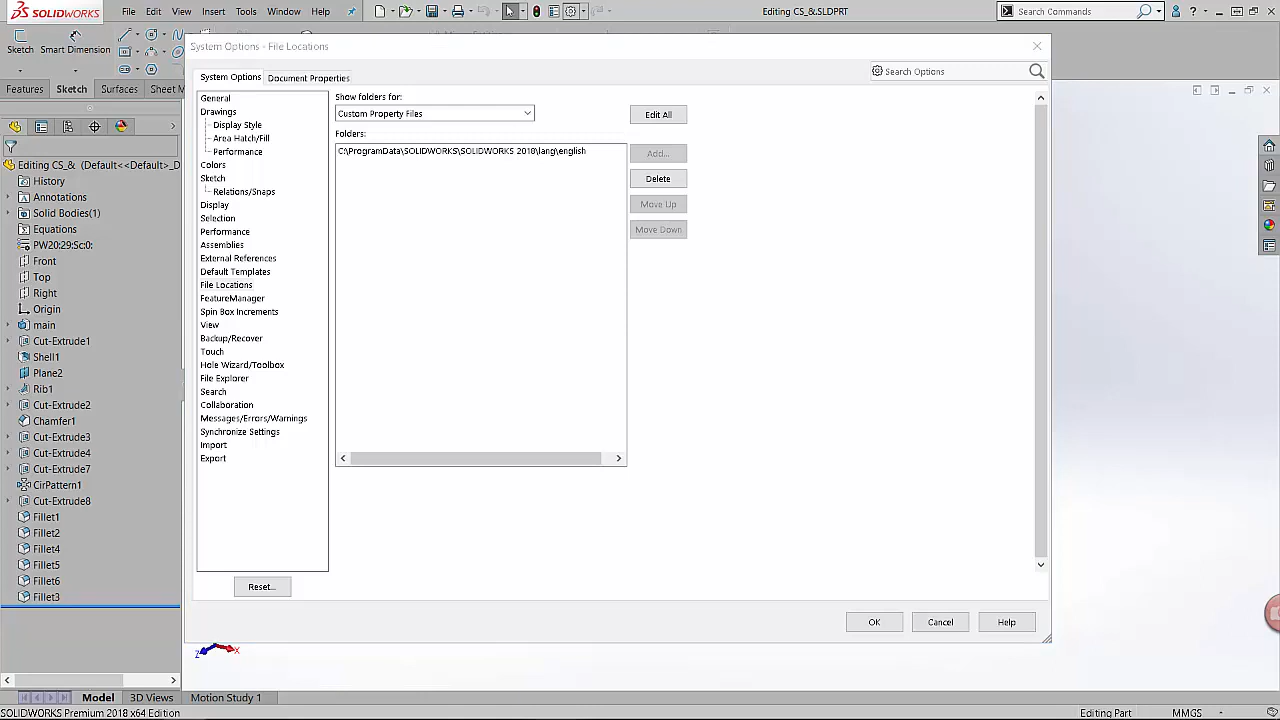 SOLIDWORKS File Edit View Insert Tools Window Help Editing CS_&.SLDPRT Search Commands
Sketch Smart Dimension
Features Sketch Surfaces Sheet M
System Options - File Locations
System Options Document Properties
Search Options
General
Drawings
Display Style
Area Hatch/Fill
Performance
Colors
Sketch
Relations/Snaps
Display
Selection
Performance
Assemblies
External References
Default Templates
File Locations
FeatureManager
Spin Box Increments
View
Backup/Recover
Touch
Hole Wizard/Toolbox
File Explorer
Search
Collaboration
Messages/Errors/Warnings
Synchronize Settings
Import
Export
Reset...
Show folders for:
Custom Property Files
Folders:
C:\ProgramData\SOLIDWORKS\SOLIDWORKS 2018\lang\english
Edit All
Add...
Delete
Move Up
Move Down
OK Cancel Help
Editing CS_& (Default<<Default>_D
History
Annotations
Solid Bodies(1)
Equations
PW20:29:Sc:0:
Front
Top
Right
Origin
main
Cut-Extrude1
Shell1
Plane2
Rib1
Cut-Extrude2
Chamfer1
Cut-Extrude3
Cut-Extrude4
Cut-Extrude7
CirPattern1
Cut-Extrude8
Fillet1
Fillet2
Fillet4
Fillet5
Fillet6
Fillet3
Z X
Model 3D Views Motion Study 1
SOLIDWORKS Premium 2018 x64 Edition Editing Part MMGS